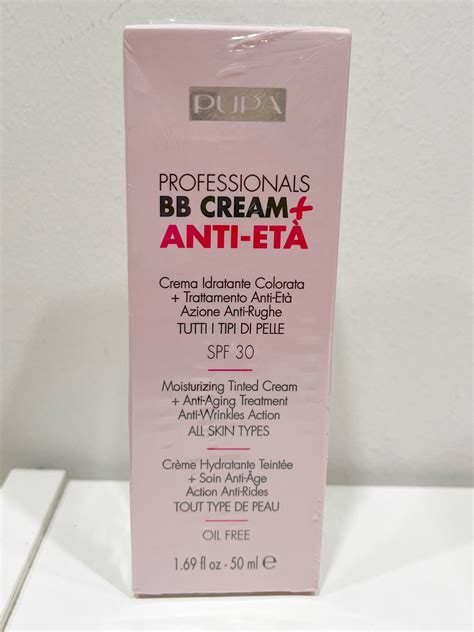 PUPA
PROFESSIONALS
BB CREAM+
ANTI-ETÀ
Crema Idratante Colorata
+ Trattamento Anti-Età
Azione Anti-Rughe
TUTTI I TIPI DI PELLE
SPF 30
Moisturizing Tinted Cream
+ Anti-Aging Treatment
Anti-Wrinkles Action
ALL SKIN TYPES
Crème Hydratante Teintée
+ Soin Anti-Âge
Action Anti-Rides
TOUT TYPE DE PEAU
OIL FREE
1.69 fl oz - 50 ml ℮